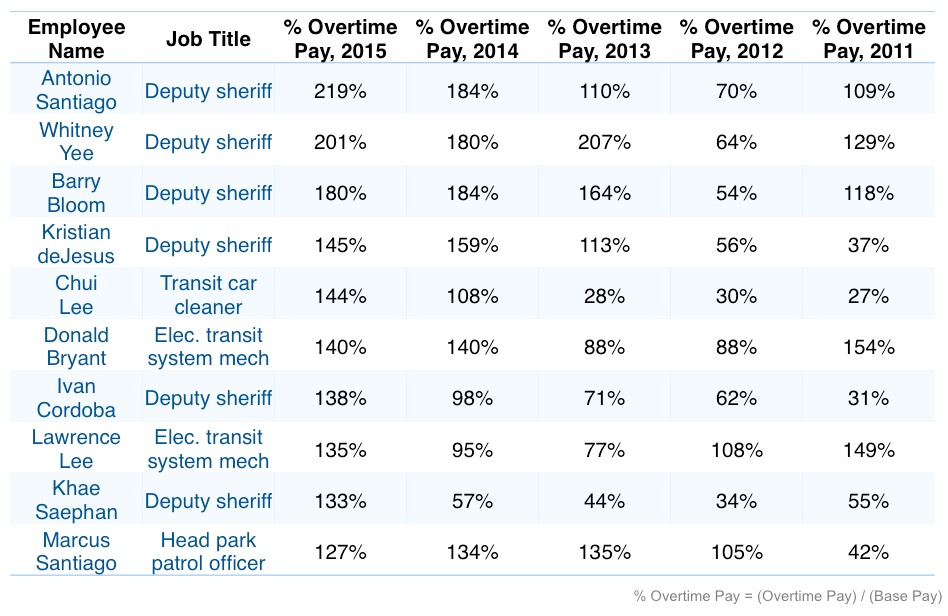 Employee Name Job Title % Overtime Pay, 2015 % Overtime Pay, 2014 % Overtime Pay, 2013 % Overtime Pay, 2012 % Overtime Pay, 2011
Antonio Santiago Deputy sheriff 219% 184% 110% 70% 109%
Whitney Yee Deputy sheriff 201% 180% 207% 64% 129%
Barry Bloom Deputy sheriff 180% 184% 164% 54% 118%
Kristian deJesus Deputy sheriff 145% 159% 113% 56% 37%
Chui Lee Transit car cleaner 144% 108% 28% 30% 27%
Donald Bryant Elec. transit system mech 140% 140% 88% 88% 154%
Ivan Cordoba Deputy sheriff 138% 98% 71% 62% 31%
Lawrence Lee Elec. transit system mech 135% 95% 77% 108% 149%
Khae Saephan Deputy sheriff 133% 57% 44% 34% 55%
Marcus Santiago Head park patrol officer 127% 134% 135% 105% 42%
% Overtime Pay = (Overtime Pay) / (Base Pay)